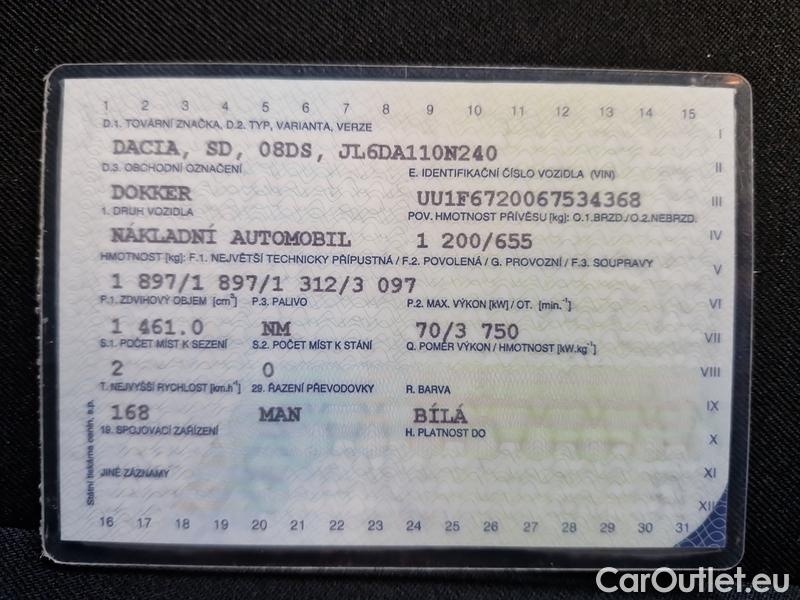 1 2 3 4 5 6 7 8 9 10 11 12 13 14 15
D.1. TOVÁRNÍ ZNAČKA, D.2. TYP, VARIANTA, VERZE I
DACIA, SD, 08DS, JL6DA110N240
D.3. OBCHODNÍ OZNAČENÍ E. IDENTIFIKAČNÍ ČÍSLO VOZIDLA (VIN) II
DOKKER UU1F6720067534368 III
1. DRUH VOZIDLA POV. HMOTNOST PŘÍVĚSU [kg]: O.1.BRZD./O.2.NEBRZD.
NÁKLADNÍ AUTOMOBIL 1 200/655 IV
HMOTNOST [kg]: F.1. NEJVĚTŠÍ TECHNICKY PŘÍPUSTNÁ / F.2. POVOLENÁ / G. PROVOZNÍ / F.3. SOUPRAVY V
1 897/1 897/1 312/3 097
P.1. ZDVIHOVÝ OBJEM [cm³] P.3. PALIVO P.2. MAX. VÝKON [kW] / OT. [min.⁻¹] VI
1 461.0 NM 70/3 750 VII
S.1. POČET MÍST K SEZENÍ S.2. POČET MÍST K STÁNÍ Q. POMĚR VÝKON / HMOTNOST [kW.kg⁻¹]
2 0 VIII
T. NEJVYŠŠÍ RYCHLOST [km.h⁻¹] 29. ŘAZENÍ PŘEVODOVKY R. BARVA
168 MAN BÍLÁ IX
19. SPOJOVACÍ ZAŘÍZENÍ H. PLATNOST DO X
JINÉ ZÁZNAMY XI
XII
16 17 18 19 20 21 22 23 24 25 26 27 28 29 30 31
Státní tiskárna cenin, s.p.
CarOutlet.eu